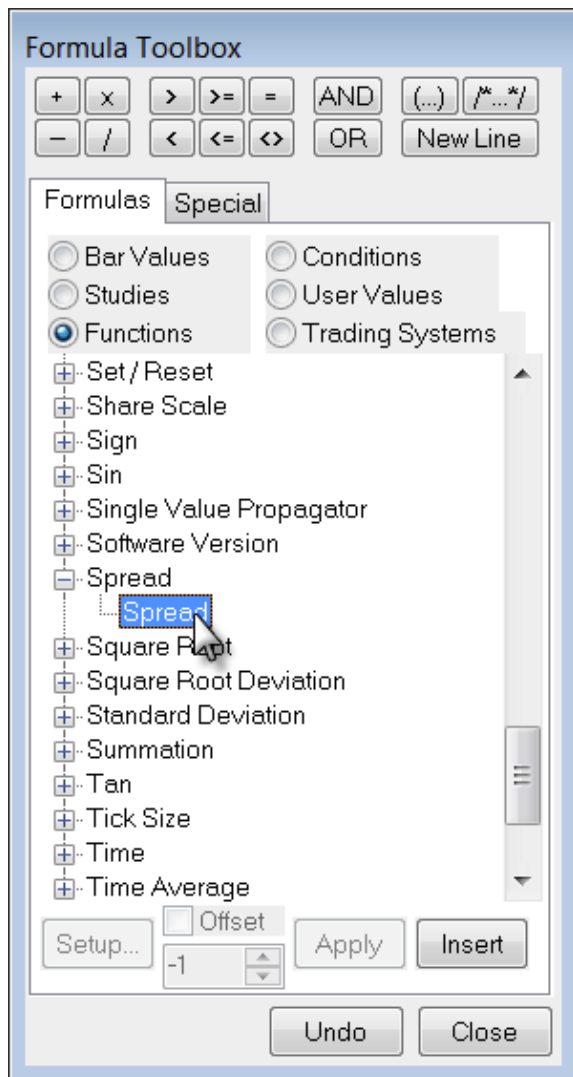 Formula Toolbox
+ x > >= = AND (...) /*...*/
— / < <= <> OR New Line
Formulas Special
Bar Values Conditions
Studies User Values
Functions Trading Systems
Set / Reset
Share Scale
Sign
Sin
Single Value Propagator
Software Version
Spread
Spread
Square Root
Square Root Deviation
Standard Deviation
Summation
Tan
Tick Size
Time
Time Average
Setup... Offset Apply Insert
-1
Undo Close